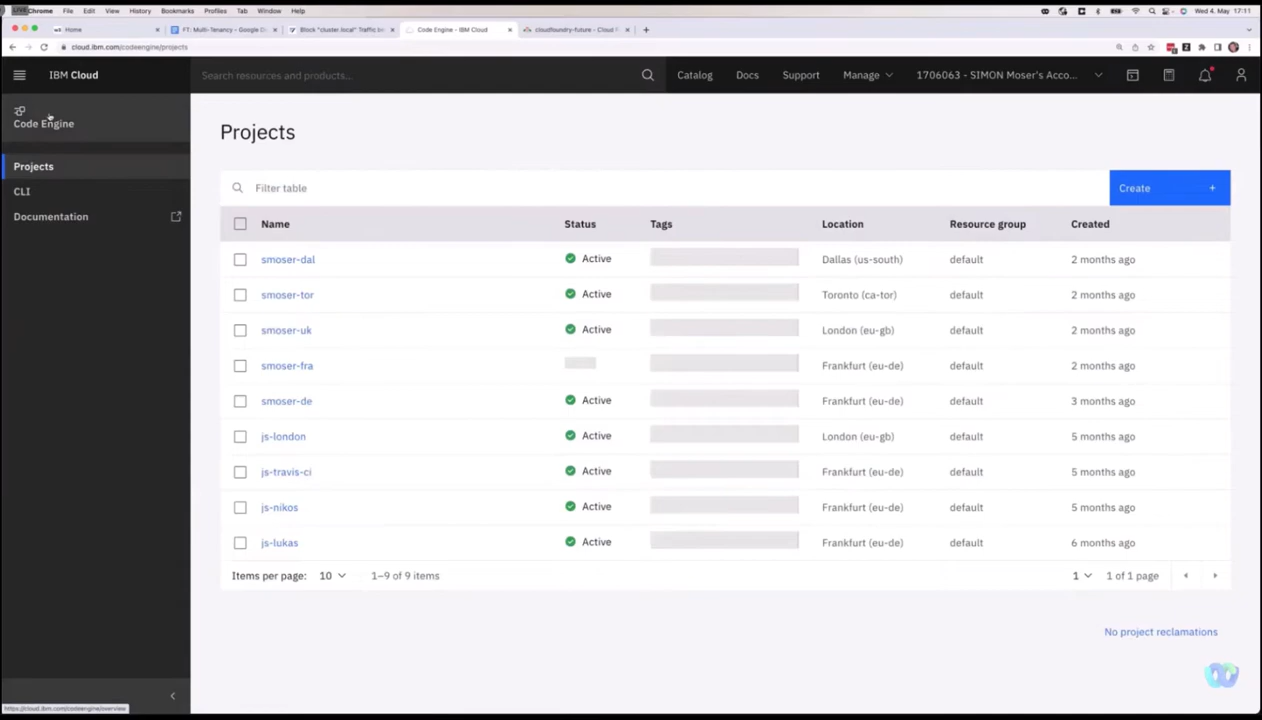 LIVE Chrome File Edit View History Bookmarks Profiles Tab Window Help Wed 4. May 17:11
Home FT: Multi-Tenancy - Google D Block "cluster.local" Traffic be Code Engine - IBM Cloud cloudfoundry-future - Cloud F
cloud.ibm.com/codeengine/projects
IBM Cloud Search resources and products... Catalog Docs Support Manage 1706063 - SIMON Moser's Acco...
Code Engine
Projects
CLI
Documentation
Projects
Filter table Create +
Name Status Tags Location Resource group Created
smoser-dal Active Dallas (us-south) default 2 months ago
smoser-tor Active Toronto (ca-tor) default 2 months ago
smoser-uk Active London (eu-gb) default 2 months ago
smoser-fra Frankfurt (eu-de) default 2 months ago
smoser-de Active Frankfurt (eu-de) default 3 months ago
js-london Active London (eu-gb) default 5 months ago
js-travis-ci Active Frankfurt (eu-de) default 5 months ago
js-nikos Active Frankfurt (eu-de) default 5 months ago
js-lukas Active Frankfurt (eu-de) default 6 months ago
Items per page: 10 1–9 of 9 items 1 1 of 1 page
No project reclamations
https://cloud.ibm.com/codeengine/overview